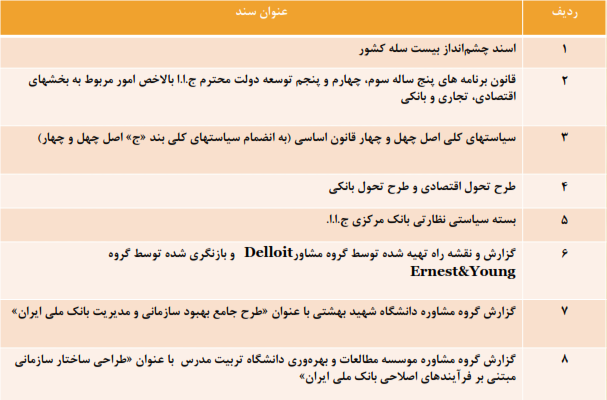 ردیف	عنوان سند
۱	اسند چشم‌انداز بیست سله کشور
۲	قانون برنامه های پنج ساله سوم، چهارم و پنجم توسعه دولت محترم ج.ا.ا بالاخص امور مربوط به بخشهای
اقتصادی، تجاری و بانکی
۳	سیاستهای کلی اصل چهل و چهار قانون اساسی (به انضمام سیاستهای کلی بند «ج» اصل چهل و چهار)
۴	طرح تحول اقتصادی و طرح تحول بانکی
۵	بسته سیاستی نظارتی بانک مرکزی ج.ا.ا.
۶	گزارش و نقشه راه تهیه شده توسط گروه مشاورDelloit و بازنگری شده توسط گروه
Ernest&Young
۷	گزارش گروه مشاوره دانشگاه شهید بهشتی با عنوان «طرح جامع بهبود سازمانی و مدیریت بانک ملی ایران»
۸	گزارش گروه مشاوره موسسه مطالعات و بهره‌وری دانشگاه تربیت مدرس با عنوان «طراحی ساختار سازمانی
مبتنی بر فرآیندهای اصلاحی بانک ملی ایران»